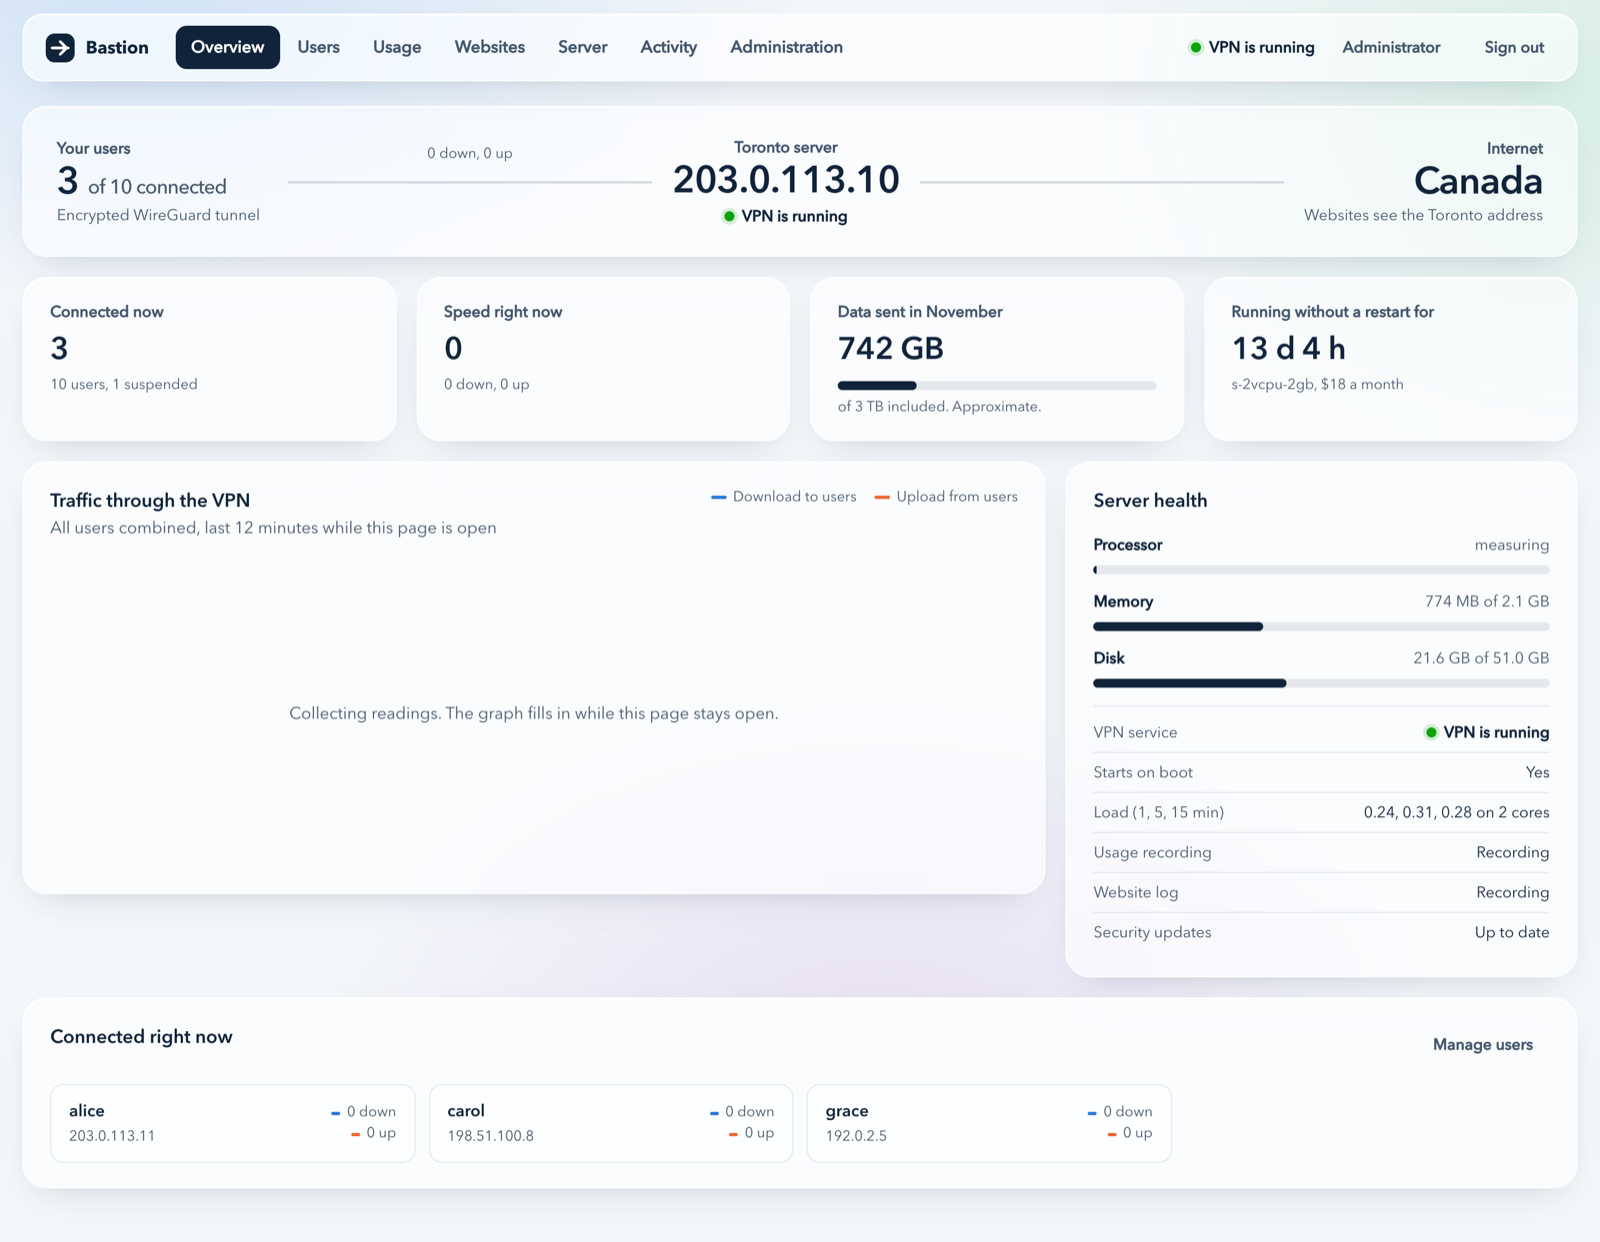 Bastion
Overview
Users
Usage
Websites
Server
Activity
Administration
VPN is running
Administrator
Sign out
Your users
3 of 10 connected
Encrypted WireGuard tunnel
0 down, 0 up
Toronto server
203.0.113.10
VPN is running
Internet
Canada
Websites see the Toronto address
Connected now
3
10 users, 1 suspended
Speed right now
0
0 down, 0 up
Data sent in November
742 GB
of 3 TB included. Approximate.
Running without a restart for
13 d 4 h
s-2vcpu-2gb, $18 a month
Traffic through the VPN
All users combined, last 12 minutes while this page is open
Download to users
Upload from users
Collecting readings. The graph fills in while this page stays open.
Server health
Processor measuring
Memory 774 MB of 2.1 GB
Disk 21.6 GB of 51.0 GB
VPN service VPN is running
Starts on boot Yes
Load (1, 5, 15 min) 0.24, 0.31, 0.28 on 2 cores
Usage recording Recording
Website log Recording
Security updates Up to date
Connected right now
Manage users
alice
203.0.113.11
0 down
0 up
carol
198.51.100.8
0 down
0 up
grace
192.0.2.5
0 down
0 up